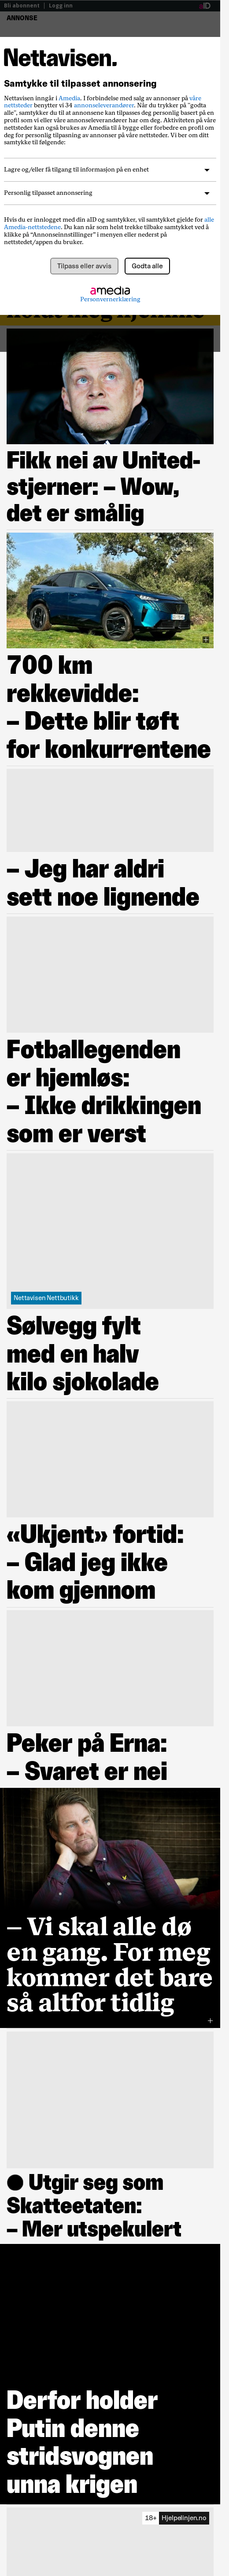 Bli abonnent | Logg inn
ANNONSE
Nettavisen.
Samtykke til tilpasset annonsering
Nettavisen inngår i Amedia. I forbindelse med salg av annonser på våre
nettsteder benytter vi 34 annonseleverandører. Når du trykker på "godta
alle", samtykker du til at annonsene kan tilpasses deg personlig basert på en
profil som vi eller våre annonseleverandører har om deg. Aktiviteten din på våre
nettsteder kan også brukes av Amedia til å bygge eller forbedre en profil om
deg for personlig tilpasning av annonser på våre nettsteder. Vi ber om ditt
samtykke til følgende:
Lagre og/eller få tilgang til informasjon på en enhet
Personlig tilpasset annonsering
Hvis du er innlogget med din aID og samtykker, vil samtykket gjelde for alle
Amedia-nettstedene. Du kan når som helst trekke tilbake samtykket ved å
klikke på “Annonseinnstillinger” i menyen eller nederst på
nettstedet/appen du bruker.
Tilpass eller avvis
Godta alle
amedia
Personvernerklæring
holdt meg hjemme
Fikk nei av United-
stjerner: – Wow,
det er smålig
700 km
rekkevidde:
– Dette blir tøft
for konkurrentene
– Jeg har aldri
sett noe lignende
Fotballegenden
er hjemløs:
– Ikke drikkingen
som er verst
Nettavisen Nettbutikk
Sølvegg fylt
med en halv
kilo sjokolade
«Ukjent» fortid:
– Glad jeg ikke
kom gjennom
Peker på Erna:
– Svaret er nei
– Vi skal alle dø
en gang. For meg
kommer det bare
så altfor tidlig
● Utgir seg som
Skatteetaten:
– Mer utspekulert
Derfor holder
Putin denne
stridsvognen
unna krigen
18+ Hjelpelinjen.no